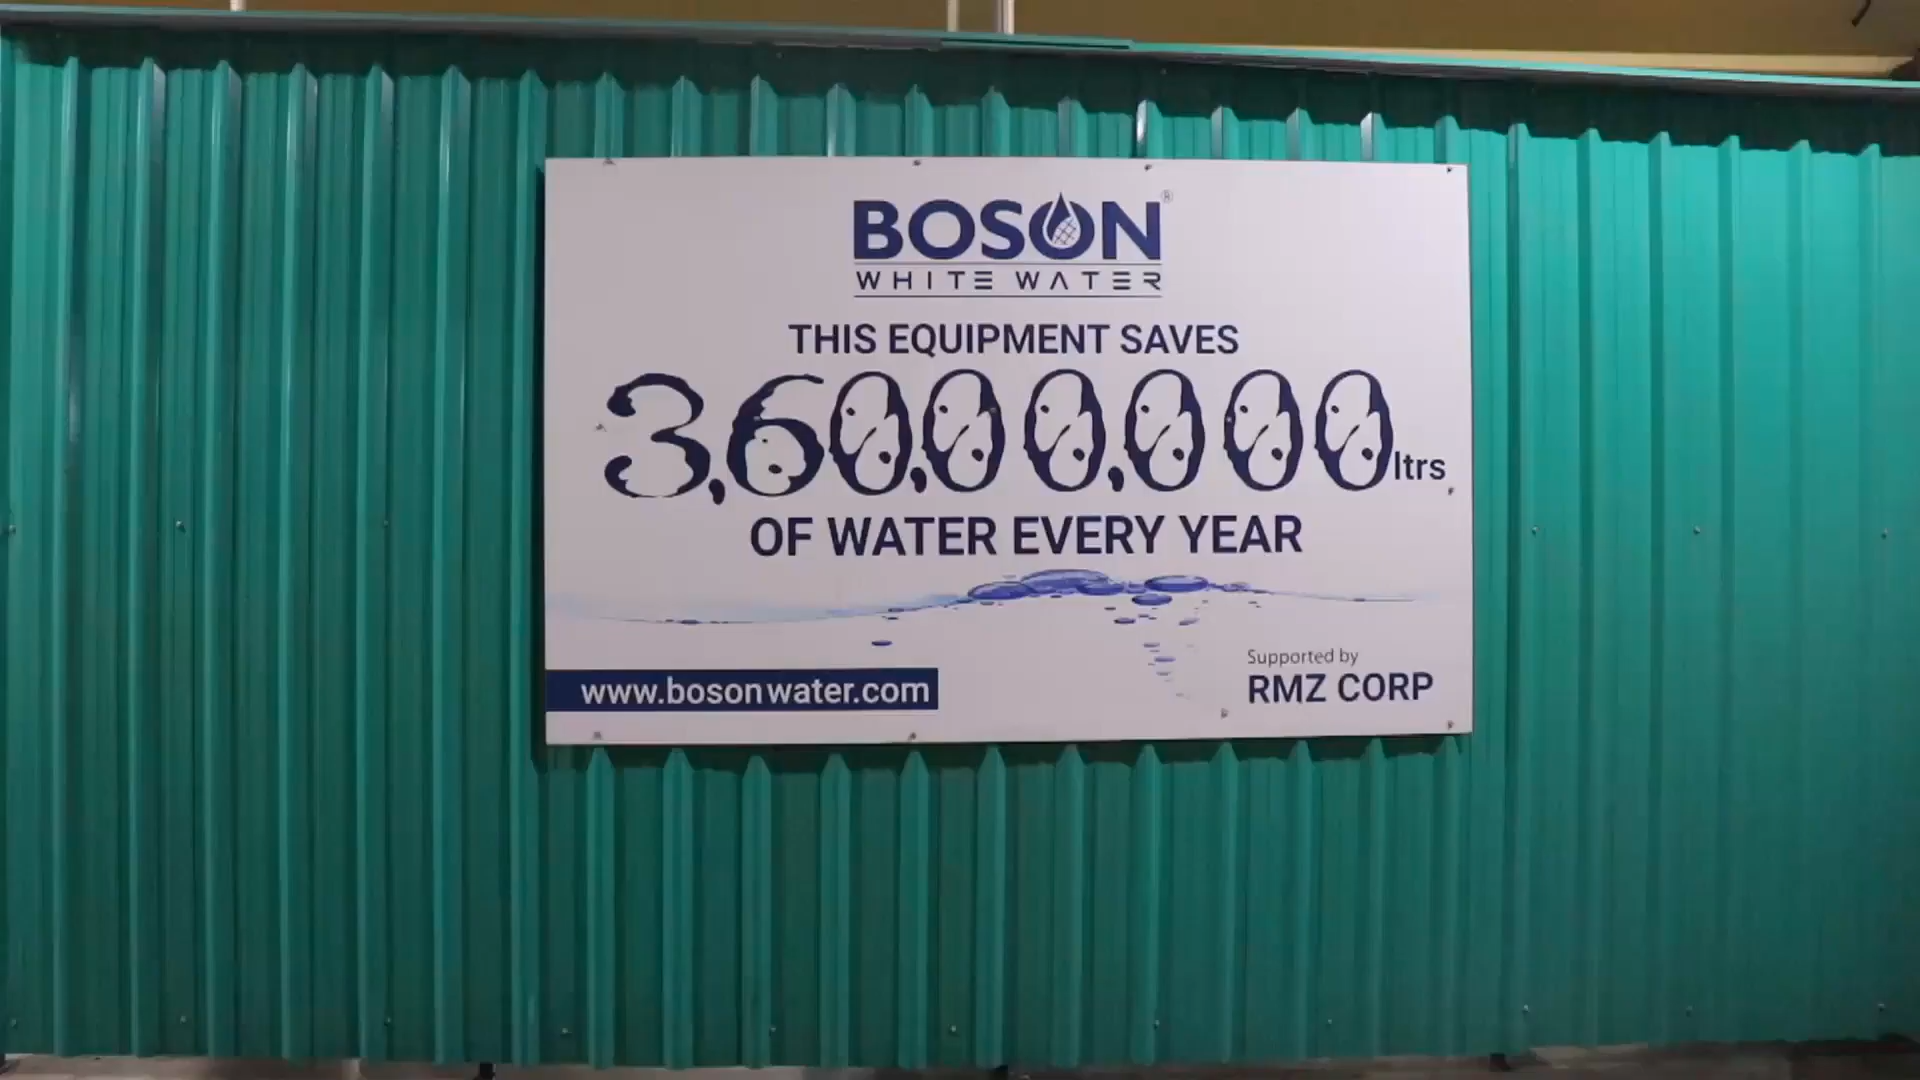 BOSON®
WHITE WATER
THIS EQUIPMENT SAVES
3,60,00,000 ltrs
OF WATER EVERY YEAR
www.bosonwater.com
Supported by
RMZ CORP